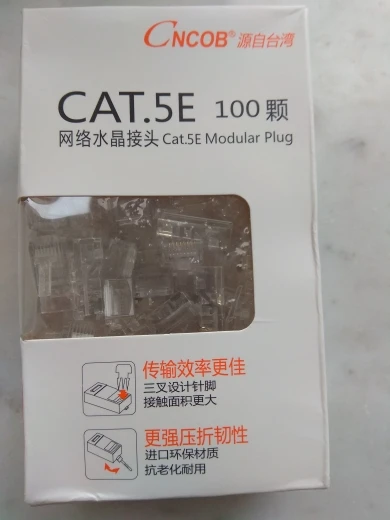 CNCOB® 源自台湾
CAT.5E 100颗
网络水晶接头 Cat.5E Modular Plug
传输效率更佳
三叉设计针脚
接触面积更大
更强压折韧性
进口环保材质
抗老化耐用